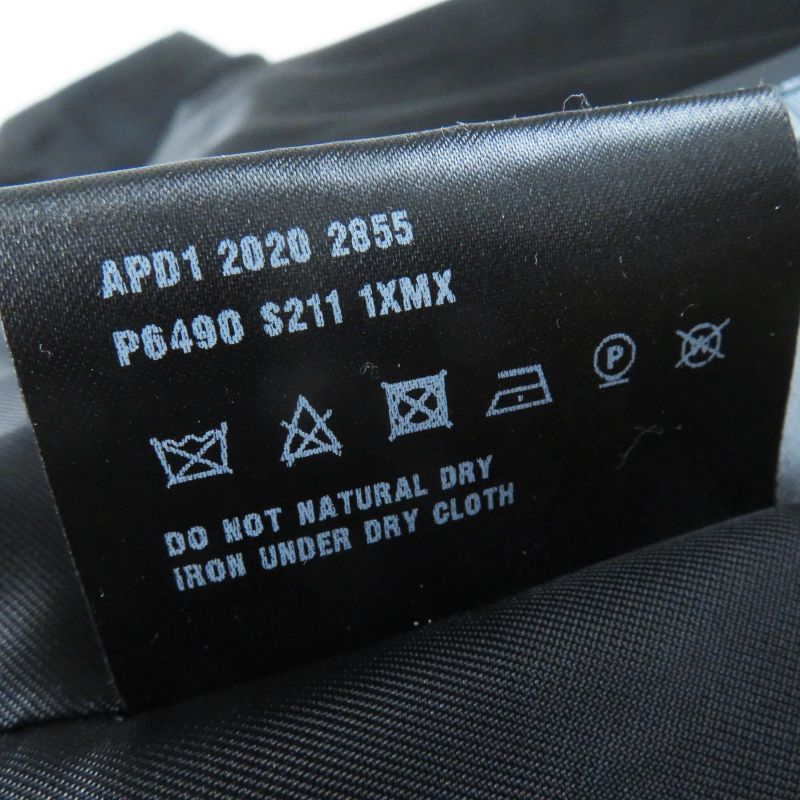 APD1 2020 2855
P6490 S211 1XMX
P
DO NOT NATURAL DRY
IRON UNDER DRY CLOTH